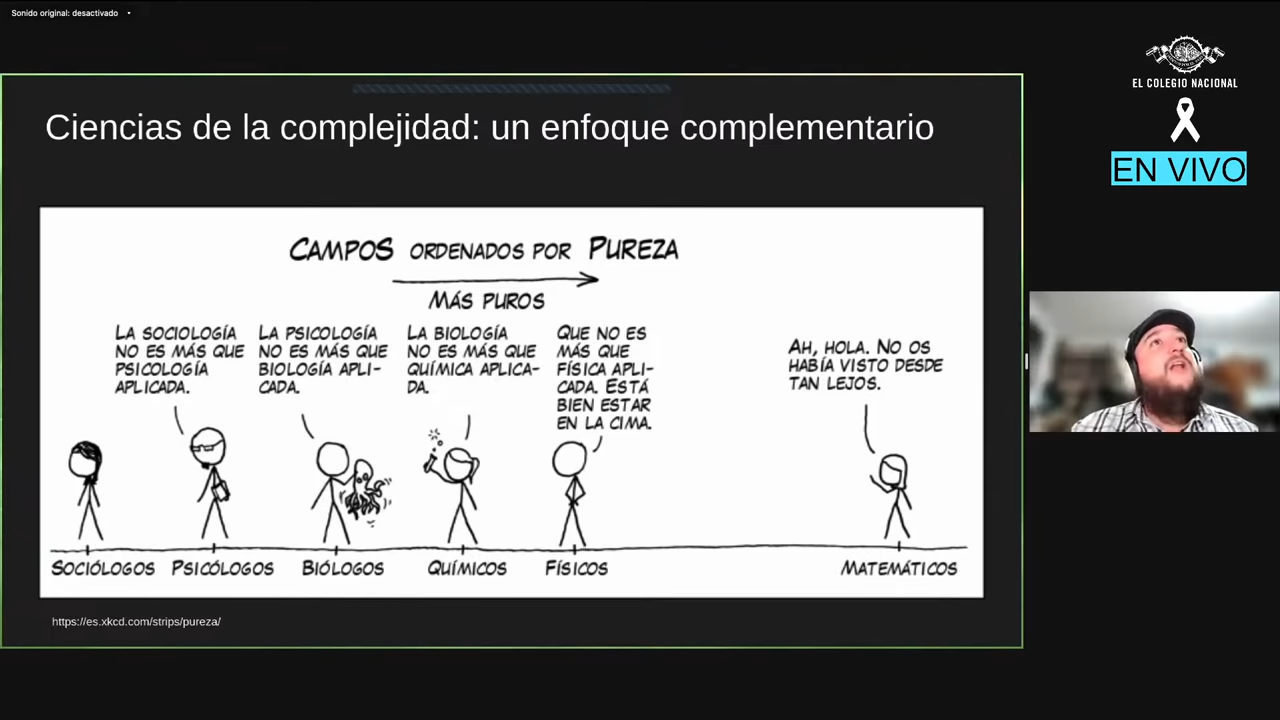 Sonido original: desactivado
EL COLEGIO NACIONAL
EN VIVO
Ciencias de la complejidad: un enfoque complementario
CAMPOS ORDENADOS POR PUREZA
MÁS PUROS
LA SOCIOLOGÍA
NO ES MÁS QUE
PSICOLOGÍA
APLICADA.
LA PSICOLOGÍA
NO ES MÁS QUE
BIOLOGÍA APLI-
CADA.
LA BIOLOGÍA
NO ES MÁS QUE
QUÍMICA APLICA-
DA.
QUE NO ES
MÁS QUE
FÍSICA APLI-
CADA. ESTÁ
BIEN ESTAR
EN LA CIMA.
AH, HOLA. NO OS
HABÍA VISTO DESDE
TAN LEJOS.
SOCIÓLOGOS PSICÓLOGOS BIÓLOGOS QUÍMICOS FÍSICOS MATEMÁTICOS
https://es.xkcd.com/strips/pureza/